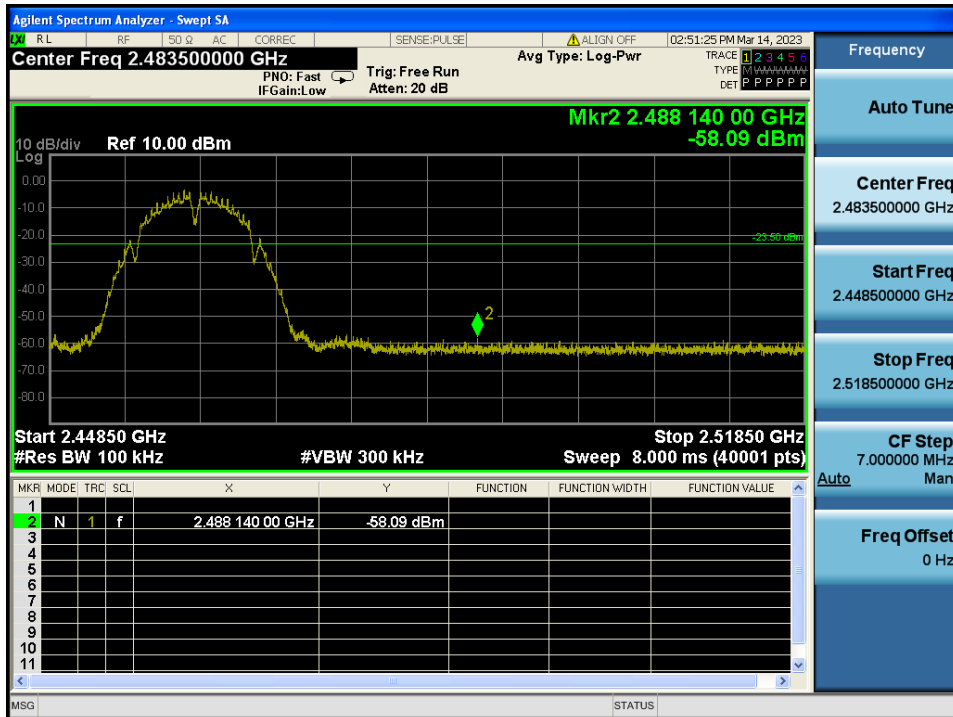 Agilent Spectrum Analyzer - Swept SA
LXI RL RF 50 Ω AC CORREC SENSE:PULSE ALIGN OFF 02:51:25 PM Mar 14, 2023
Center Freq 2.483500000 GHz
PNO: Fast
IFGain:Low
Trig: Free Run
Atten: 20 dB
Avg Type: Log-Pwr
TRACE 1 2 3 4 5 6
TYPE M W W W W W
DET P P P P P P
Mkr2 2.488 140 00 GHz
-58.09 dBm
10 dB/div Ref 10.00 dBm
Log
0.00
-10.0
-20.0
-23.50 dBm
-30.0
-40.0
-50.0
2
-60.0
-70.0
-80.0
Start 2.44850 GHz Stop 2.51850 GHz
#Res BW 100 kHz #VBW 300 kHz Sweep 8.000 ms (40001 pts)
MKR MODE TRC SCL X Y FUNCTION FUNCTION WIDTH FUNCTION VALUE
1
2 N 1 f 2.488 140 00 GHz -58.09 dBm
3
4
5
6
7
8
9
10
11
MSG STATUS
Frequency
Auto Tune
Center Freq
2.483500000 GHz
Start Freq
2.448500000 GHz
Stop Freq
2.518500000 GHz
CF Step
7.000000 MHz
Auto Man
Freq Offset
0 Hz